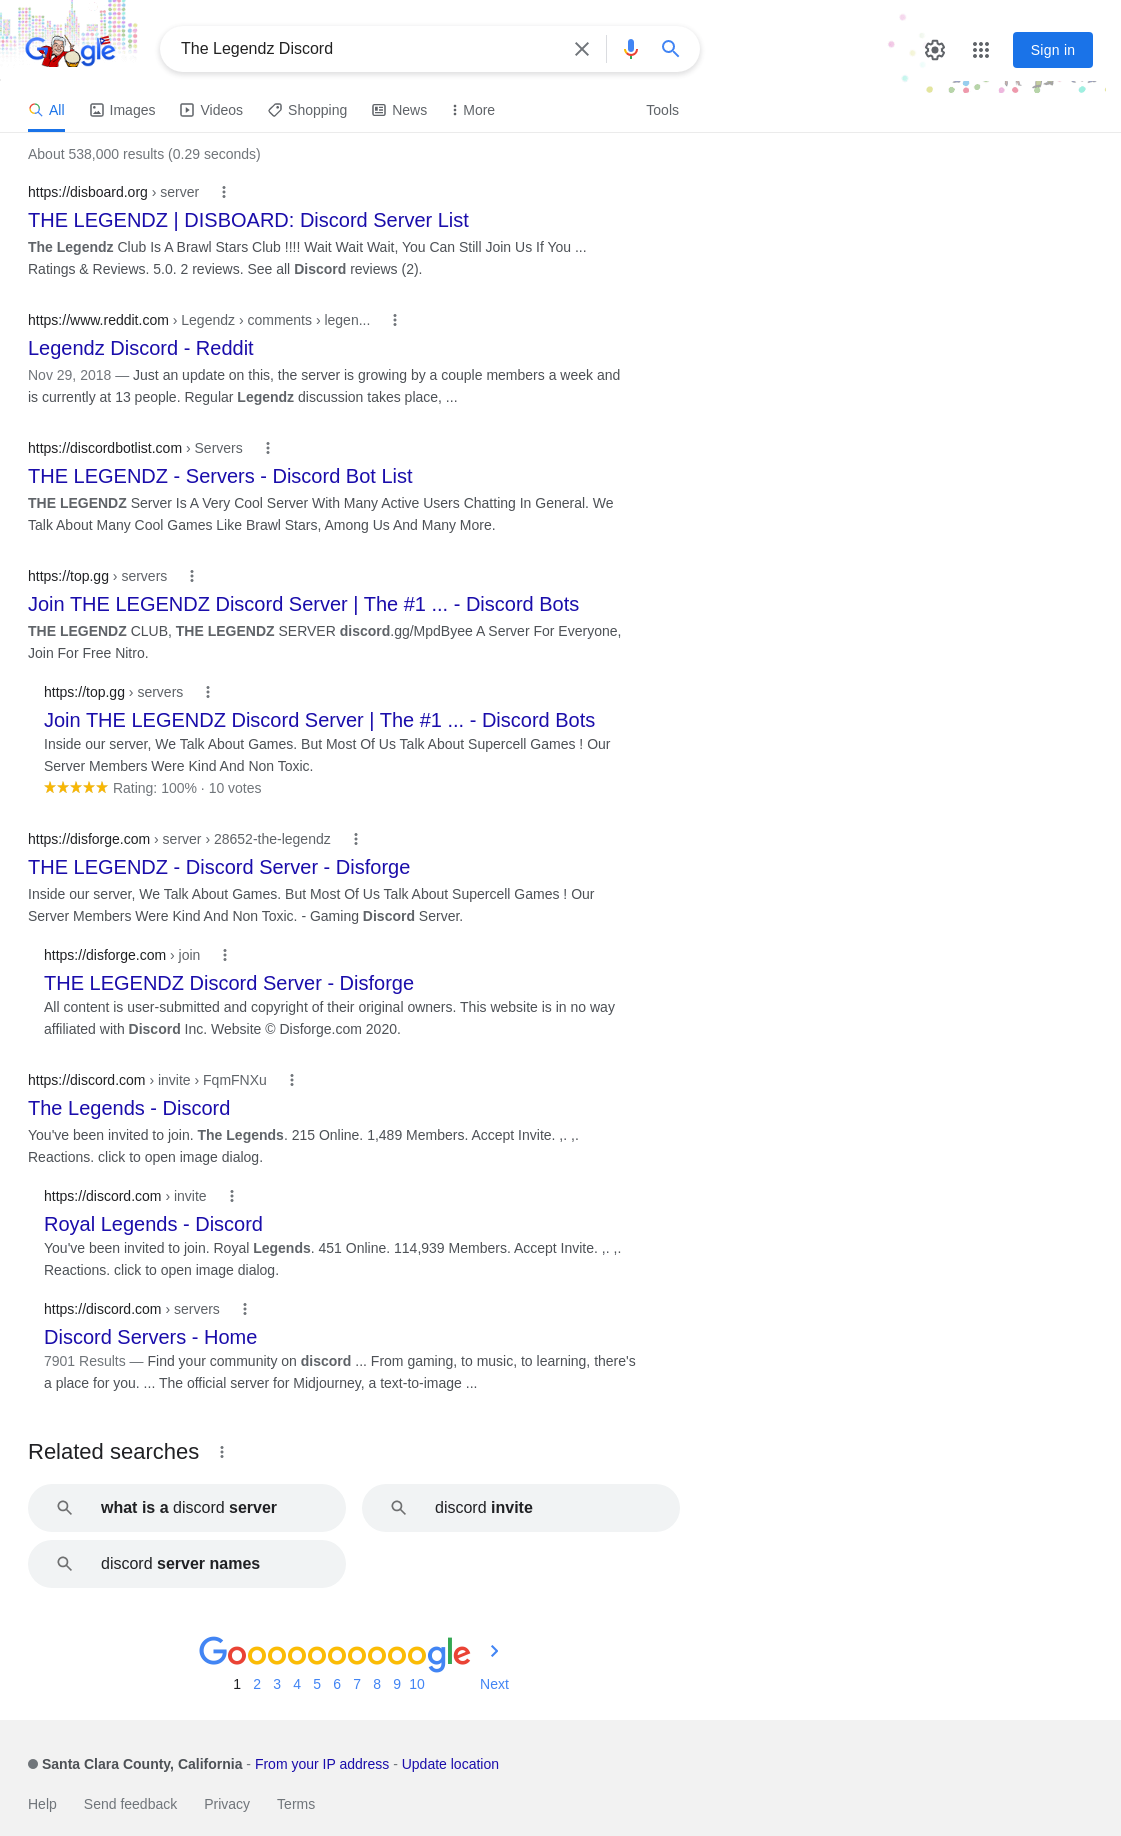 Google
The Legendz Discord
Sign in
All
Images
Videos
Shopping
News
More
Tools
About 538,000 results (0.29 seconds)
https://disboard.org › server
THE LEGENDZ | DISBOARD: Discord Server List
The Legendz Club Is A Brawl Stars Club !!!! Wait Wait Wait, You Can Still Join Us If You ...
Ratings & Reviews. 5.0. 2 reviews. See all Discord reviews (2).
https://www.reddit.com › Legendz › comments › legen...
Legendz Discord - Reddit
Nov 29, 2018 — Just an update on this, the server is growing by a couple members a week and
is currently at 13 people. Regular Legendz discussion takes place, ...
https://discordbotlist.com › Servers
THE LEGENDZ - Servers - Discord Bot List
THE LEGENDZ Server Is A Very Cool Server With Many Active Users Chatting In General. We
Talk About Many Cool Games Like Brawl Stars, Among Us And Many More.
https://top.gg › servers
Join THE LEGENDZ Discord Server | The #1 ... - Discord Bots
THE LEGENDZ CLUB, THE LEGENDZ SERVER discord.gg/MpdByee A Server For Everyone,
Join For Free Nitro.
https://top.gg › servers
Join THE LEGENDZ Discord Server | The #1 ... - Discord Bots
Inside our server, We Talk About Games. But Most Of Us Talk About Supercell Games ! Our
Server Members Were Kind And Non Toxic.
Rating: 100% · 10 votes
https://disforge.com › server › 28652-the-legendz
THE LEGENDZ - Discord Server - Disforge
Inside our server, We Talk About Games. But Most Of Us Talk About Supercell Games ! Our
Server Members Were Kind And Non Toxic. - Gaming Discord Server.
https://disforge.com › join
THE LEGENDZ Discord Server - Disforge
All content is user-submitted and copyright of their original owners. This website is in no way
affiliated with Discord Inc. Website © Disforge.com 2020.
https://discord.com › invite › FqmFNXu
The Legends - Discord
You've been invited to join. The Legends. 215 Online. 1,489 Members. Accept Invite. ,. ,.
Reactions. click to open image dialog.
https://discord.com › invite
Royal Legends - Discord
You've been invited to join. Royal Legends. 451 Online. 114,939 Members. Accept Invite. ,. ,.
Reactions. click to open image dialog.
https://discord.com › servers
Discord Servers - Home
7901 Results — Find your community on discord ... From gaming, to music, to learning, there's
a place for you. ... The official server for Midjourney, a text-to-image ...
Related searches
what is a discord server
discord invite
discord server names
Goooooooooogle
1 2 3 4 5 6 7 8 9 10 Next
Santa Clara County, California - From your IP address - Update location
Help Send feedback Privacy Terms